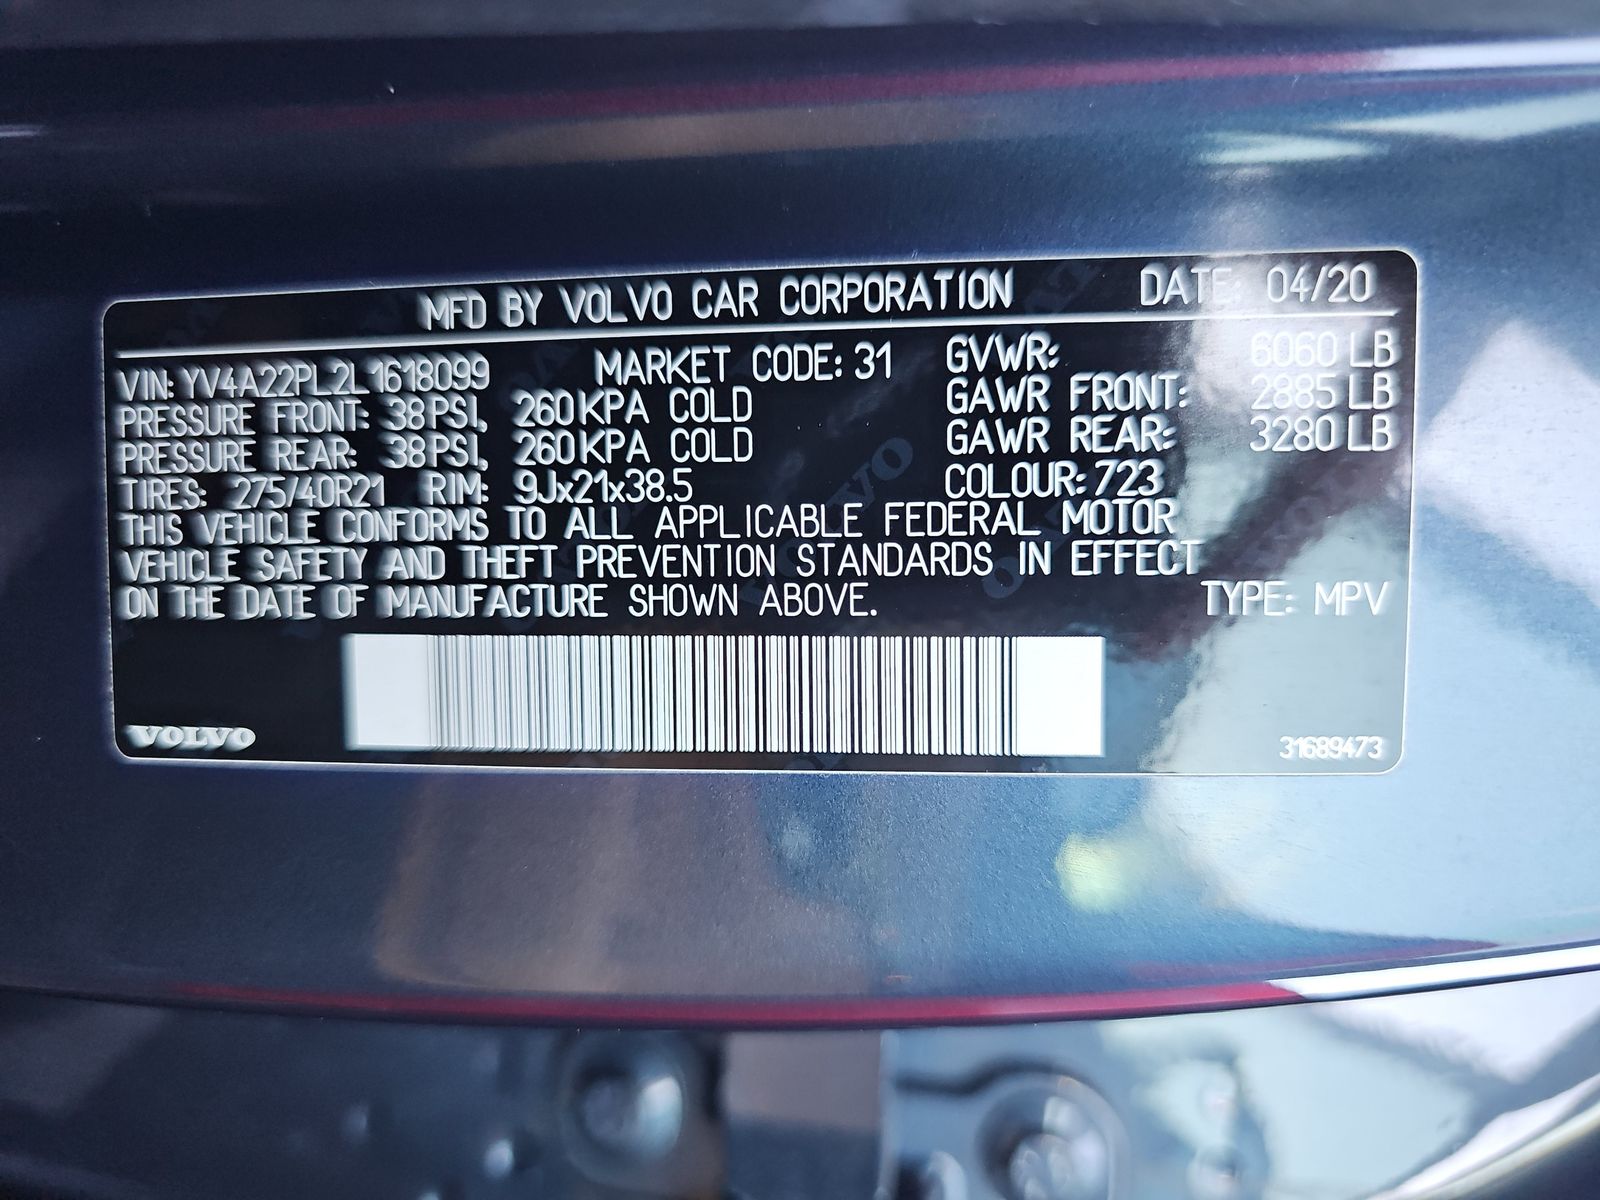 MFD BY VOLVO CAR CORPORATION DATE: 04/20
VIN: YV4A22PL2L1618099 MARKET CODE: 31 GVWR: 6060 LB
PRESSURE FRONT: 38 PSI, 260 KPA COLD GAWR FRONT: 2885 LB
PRESSURE REAR: 38 PSI, 260 KPA COLD GAWR REAR: 3280 LB
TIRES: 275/40R21 RIM: 9Jx21x38.5 COLOUR: 723
THIS VEHICLE CONFORMS TO ALL APPLICABLE FEDERAL MOTOR
VEHICLE SAFETY AND THEFT PREVENTION STANDARDS IN EFFECT
ON THE DATE OF MANUFACTURE SHOWN ABOVE. TYPE: MPV
VOLVO 31689473